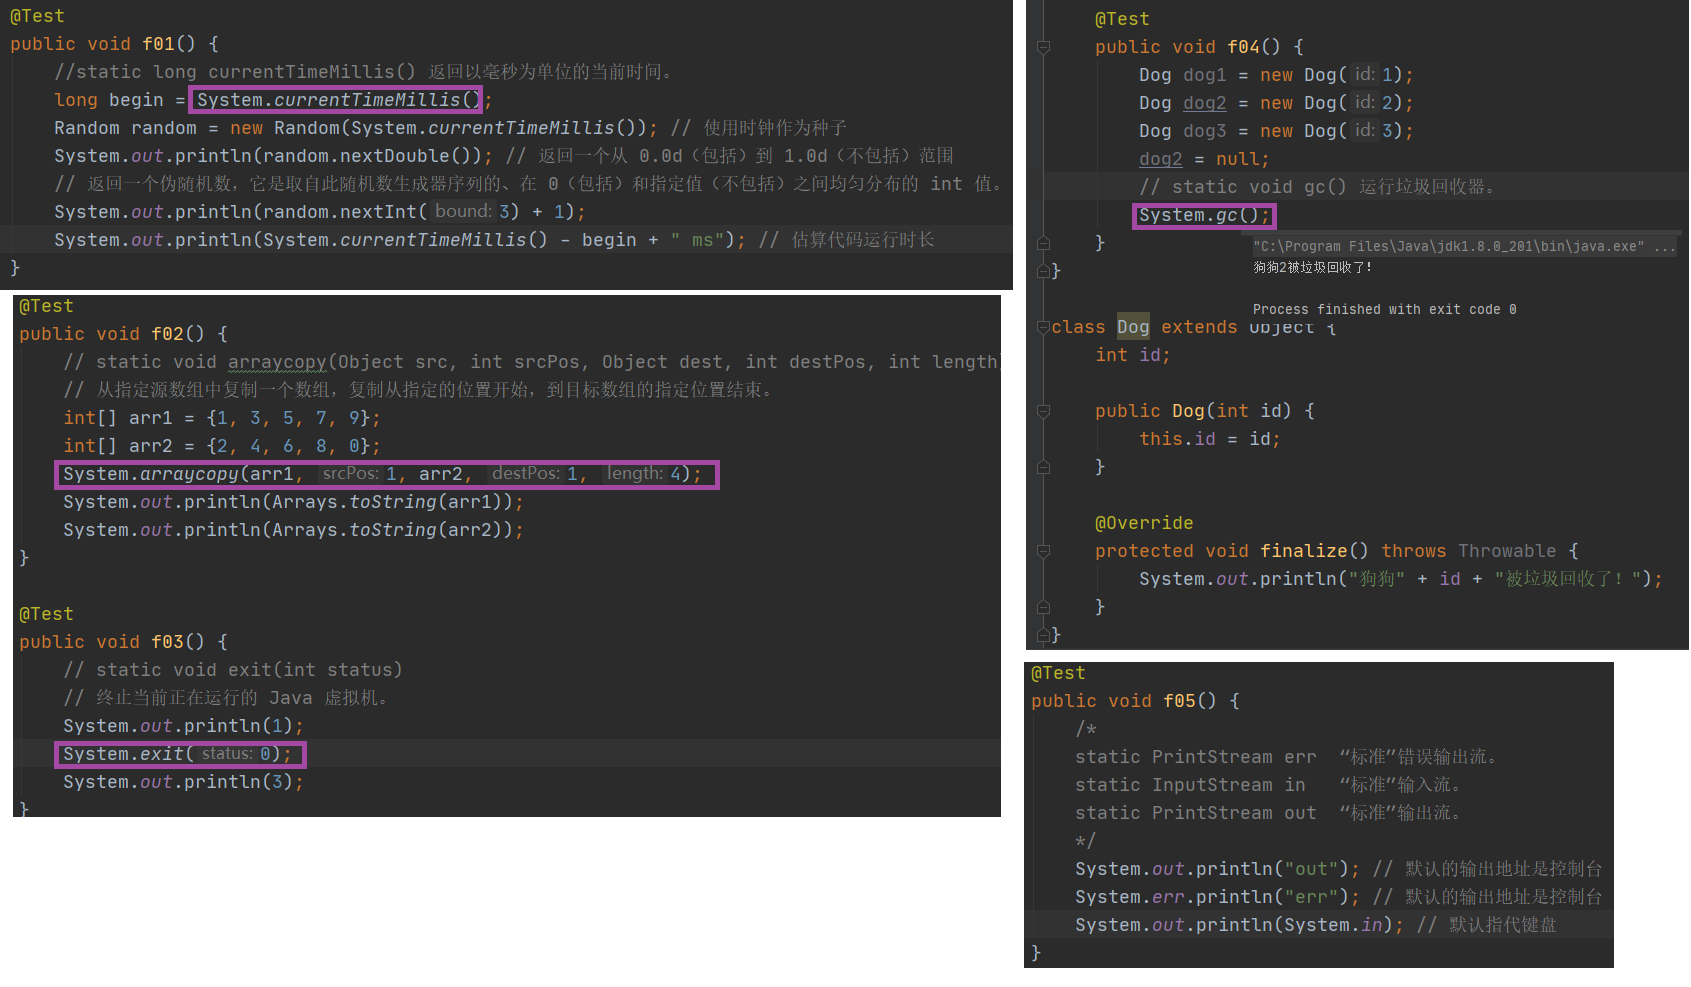 @Test
public void f01() {
//static long currentTimeMillis() 返回以毫秒为单位的当前时间。
long begin = System.currentTimeMillis();
Random random = new Random(System.currentTimeMillis()); // 使用时钟作为种子
System.out.println(random.nextDouble()); // 返回一个从 0.0d（包括）到 1.0d（不包括）范围
// 返回一个伪随机数，它是取自此随机数生成器序列的、在 0（包括）和指定值（不包括）之间均匀分布的 int 值。
System.out.println(random.nextInt( bound: 3) + 1);
System.out.println(System.currentTimeMillis() - begin + " ms"); // 估算代码运行时长
}
@Test
public void f02() {
// static void arraycopy(Object src, int srcPos, Object dest, int destPos, int length)
// 从指定源数组中复制一个数组，复制从指定的位置开始，到目标数组的指定位置结束。
int[] arr1 = {1, 3, 5, 7, 9};
int[] arr2 = {2, 4, 6, 8, 0};
System.arraycopy(arr1, srcPos: 1, arr2, destPos: 1, length: 4);
System.out.println(Arrays.toString(arr1));
System.out.println(Arrays.toString(arr2));
}
@Test
public void f03() {
// static void exit(int status)
// 终止当前正在运行的 Java 虚拟机。
System.out.println(1);
System.exit( status: 0);
System.out.println(3);
}
@Test
public void f04() {
Dog dog1 = new Dog( id: 1);
Dog dog2 = new Dog( id: 2);
Dog dog3 = new Dog( id: 3);
dog2 = null;
// static void gc() 运行垃圾回收器。
System.gc();
}
"C:\Program Files\Java\jdk1.8.0_201\bin\java.exe" ...
狗狗2被垃圾回收了!
}
Process finished with exit code 0
class Dog extends Object {
int id;
public Dog(int id) {
this.id = id;
}
@Override
protected void finalize() throws Throwable {
System.out.println("狗狗" + id + "被垃圾回收了! ");
}
}
@Test
public void f05() {
/*
static PrintStream err “标准”错误输出流。
static InputStream in “标准”输入流。
static PrintStream out “标准”输出流。
*/
System.out.println("out"); // 默认的输出地址是控制台
System.err.println("err"); // 默认的输出地址是控制台
System.out.println(System.in); // 默认指代键盘
}